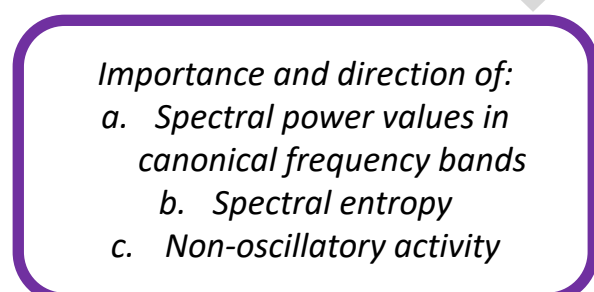 Importance and direction of:
a. Spectral power values in
canonical frequency bands
b. Spectral entropy
c. Non-oscillatory activity